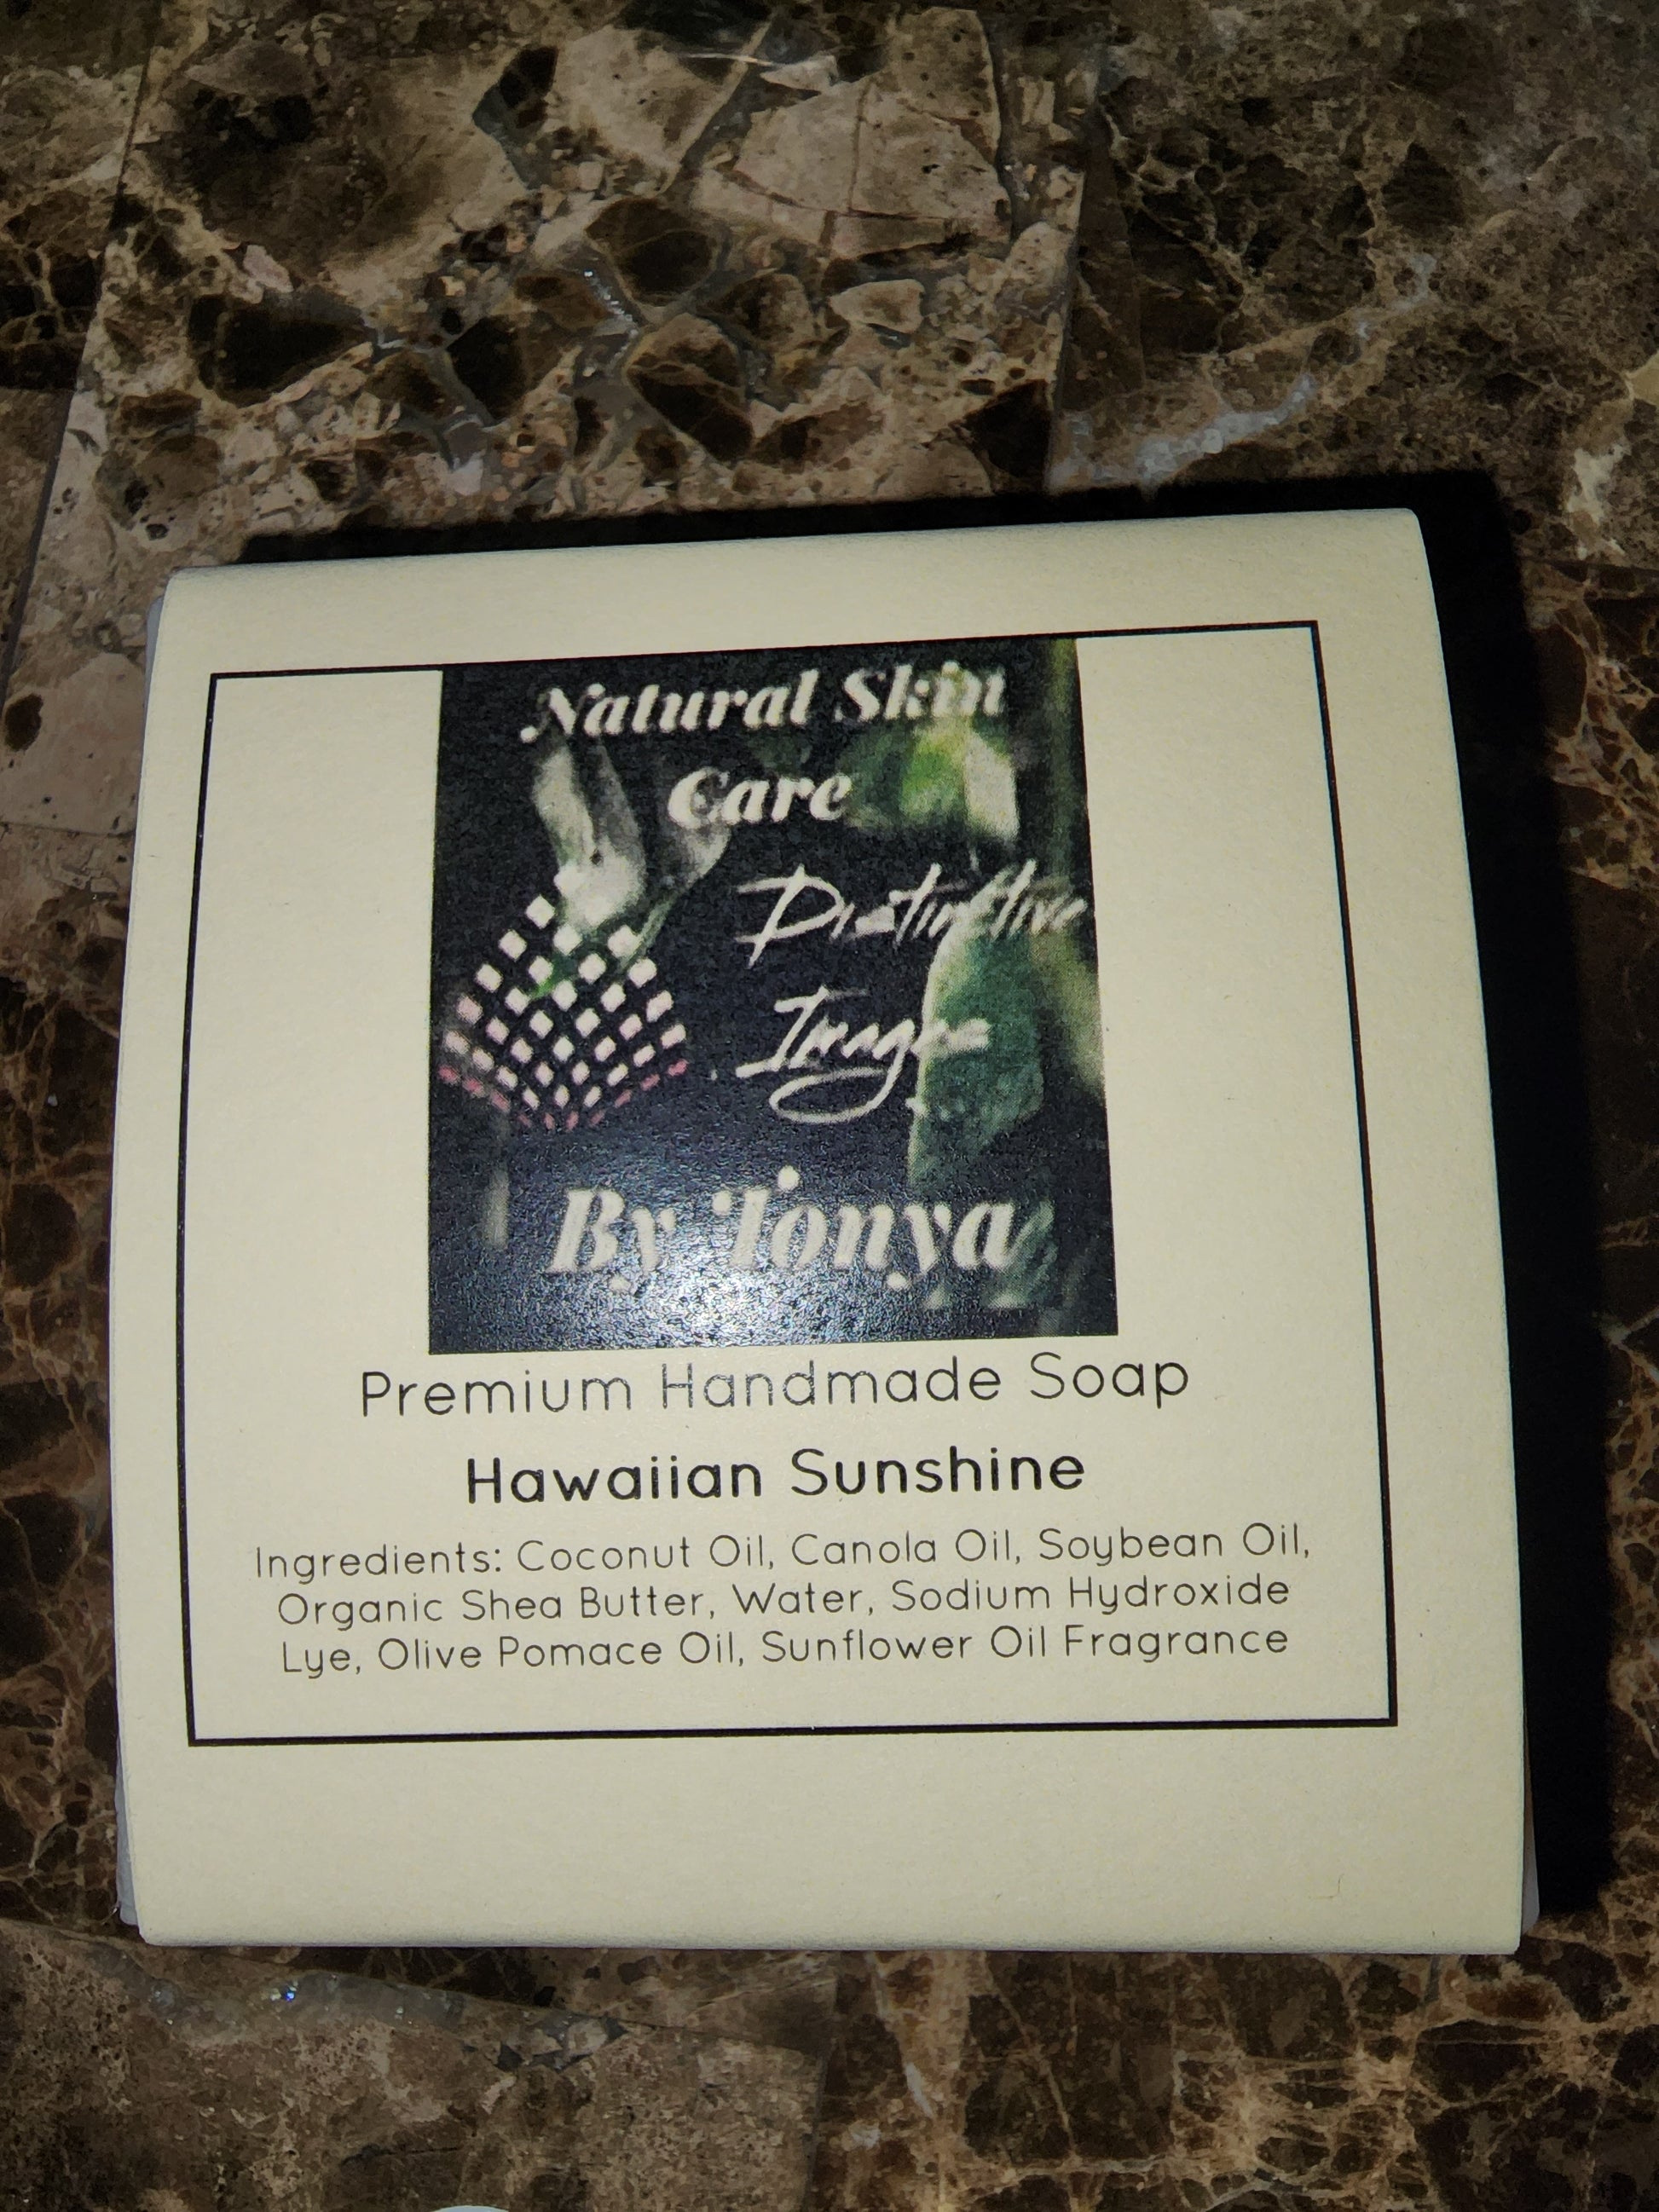 Natural Skin
Care
Distinctive
Images
By Tonya
Premium Handmade Soap
Hawaiian Sunshine
Ingredients: Coconut Oil, Canola Oil, Soybean Oil,
Organic Shea Butter, Water, Sodium Hydroxide
Lye, Olive Pomace Oil, Sunflower Oil Fragrance